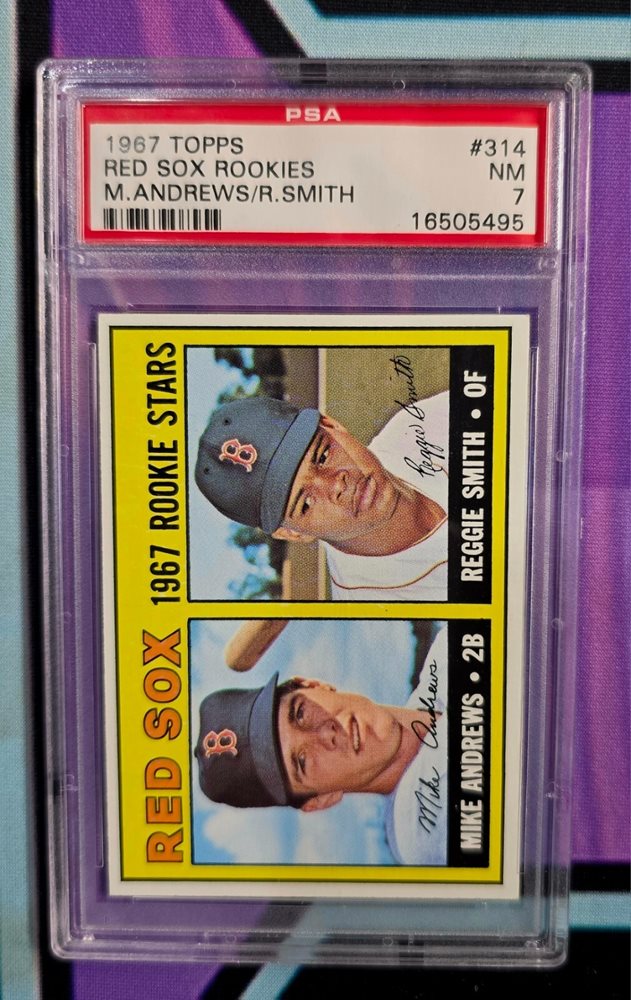 PSA
1967 TOPPS #314
RED SOX ROOKIES NM
M.ANDREWS/R.SMITH 7
16505495
RED SOX 1967 ROOKIE STARS
B
B
Mike Andrews
Reggie Smith
MIKE ANDREWS • 2B
REGGIE SMITH • OF